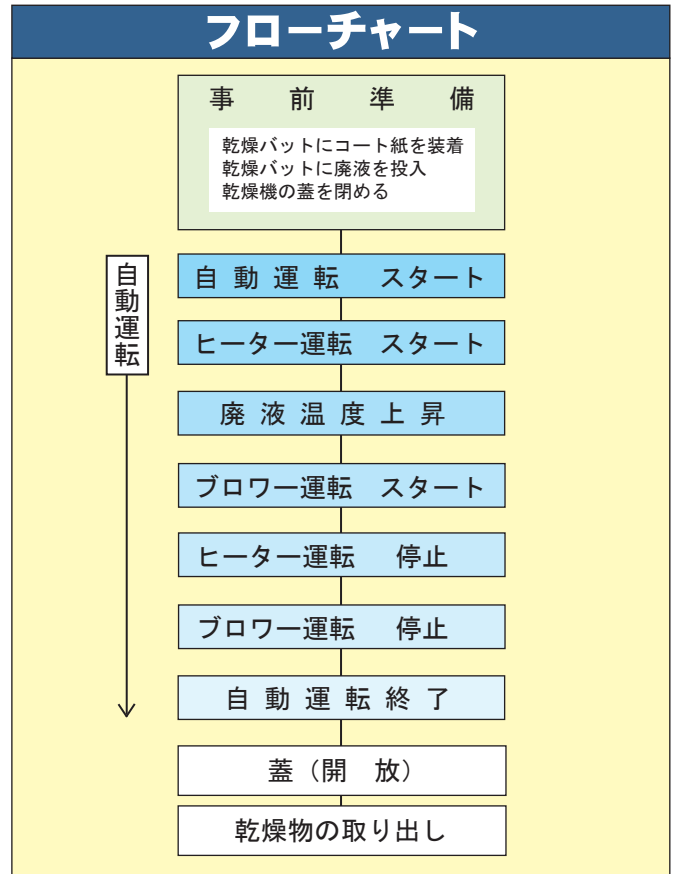 フローチャート
事 前 準 備
乾燥バットにコート紙を装着
乾燥バットに廃液を投入
乾燥機の蓋を閉める
自動運転
自 動 運 転 スタート
ヒーター運転 スタート
廃 液 温 度 上 昇
ブロワー運転 スタート
ヒーター運転 停止
ブロワー運転 停止
自 動 運 転 終 了
蓋（開 放）
乾燥物の取り出し